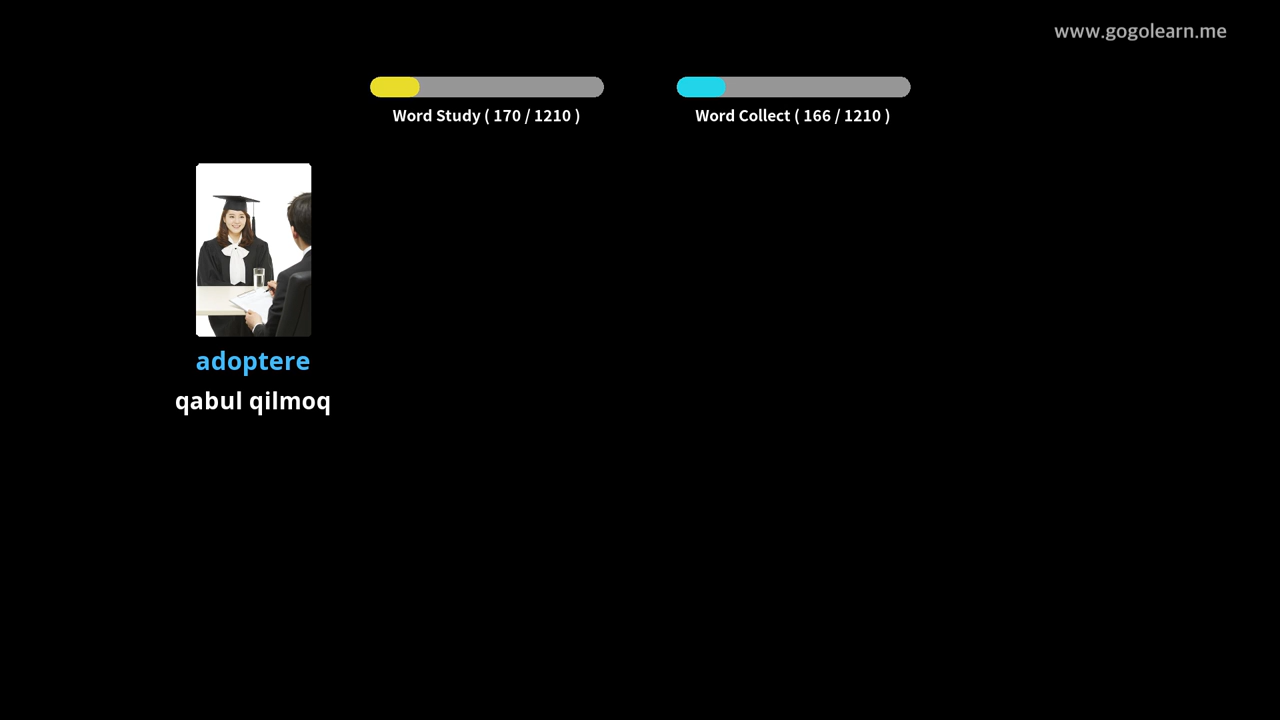 www.gogolearn.me
Word Study ( 170 / 1210 )
Word Collect ( 166 / 1210 )
adoptere
qabul qilmoq